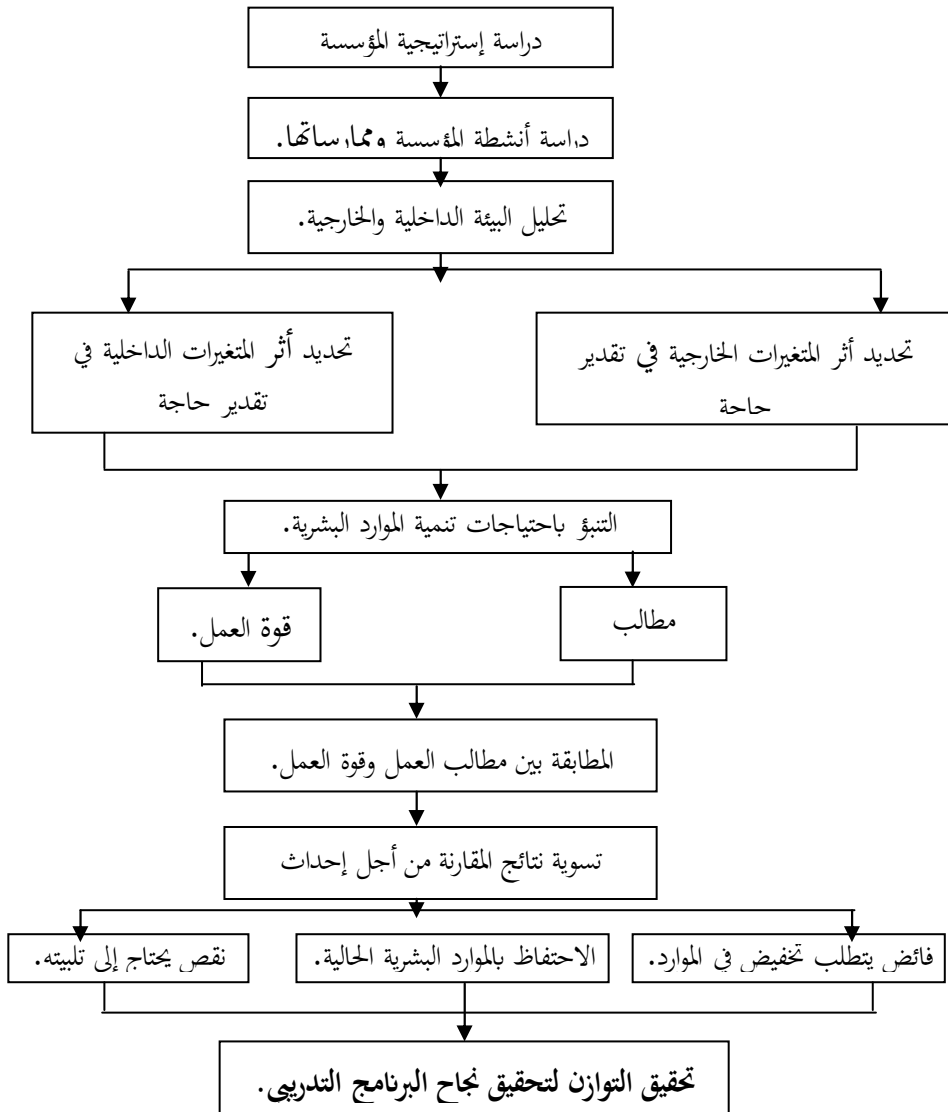 دراسة إستراتيجية المؤسسة
دراسة أنشطة المؤسسة وممارساتها.
تحليل البيئة الداخلية والخارجية.
تحديد أثر المتغيرات الخارجية في تقدير
حاجة
تحديد أثر المتغيرات الداخلية في
تقدير حاجة
التنبؤ باحتياجات تنمية الموارد البشرية.
مطالب
قوة العمل.
المطابقة بين مطالب العمل وقوة العمل.
تسوية نتائج المقارنة من أجل إحداث
فائض يتطلب تخفيض في الموارد.
الاحتفاظ بالموارد البشرية الحالية.
نقص يحتاج إلى تلبيته.
تحقيق التوازن لتحقيق نجاح البرنامج التدريبي.